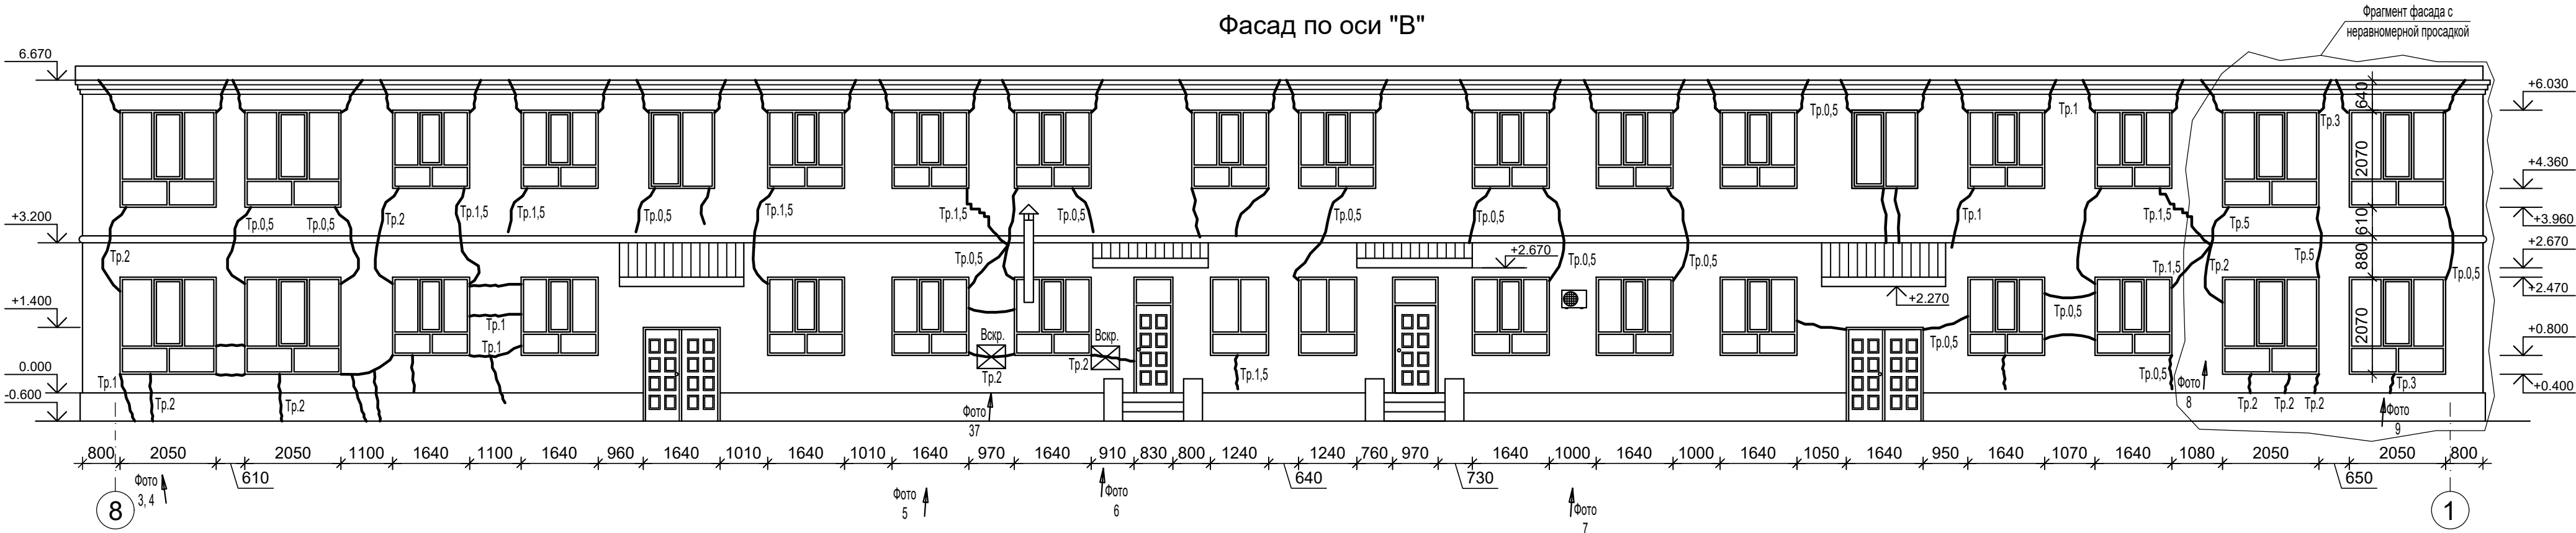 Фасад по оси "В"
Фрагмент фасада с
неравномерной просадкой
6.670
+3.200
+1.400
0.000
-0.600
+6.030
+4.360
+3.960
+2.670
+2.470
+0.800
+0.400
640
2070
610
880
2070
Тр.0,5
Тр.1
Тр.3
Тр.2
Тр.0,5
Тр.0,5
Тр.2
Тр.1,5
Тр.1,5
Тр.0,5
Тр.1,5
Тр.1,5
Тр.0,5
Тр.0,5
Тр.0,5
Тр.0,5
Тр.1
Тр.1,5
Тр.5
Тр.0,5
Тр.0,5
Тр.1,5
Тр.2
Тр.5
Тр.0,5
+2.670
+2.270
Тр.1
Тр.1
Вскр.
Вскр.
Тр.2
Тр.2
Тр.0,5
Тр.0,5
Тр.1
Тр.2
Тр.2
Тр.1,5
Тр.0,5
Тр.2
Тр.2
Тр.2
Тр.3
Фото
37
Фото
8
Фото
9
800 2050 2050 1100 1640 1100 1640 960 1640 1010 1640 1010 1640 970 1640 910 830 800 1240 1240 760 970 1640 1000 1640 1000 1640 1050 1640 950 1640 1070 1640 1080 2050 2050 800
610 640 730 650
Фото
3, 4
Фото
5
Фото
6
Фото
7
8
1